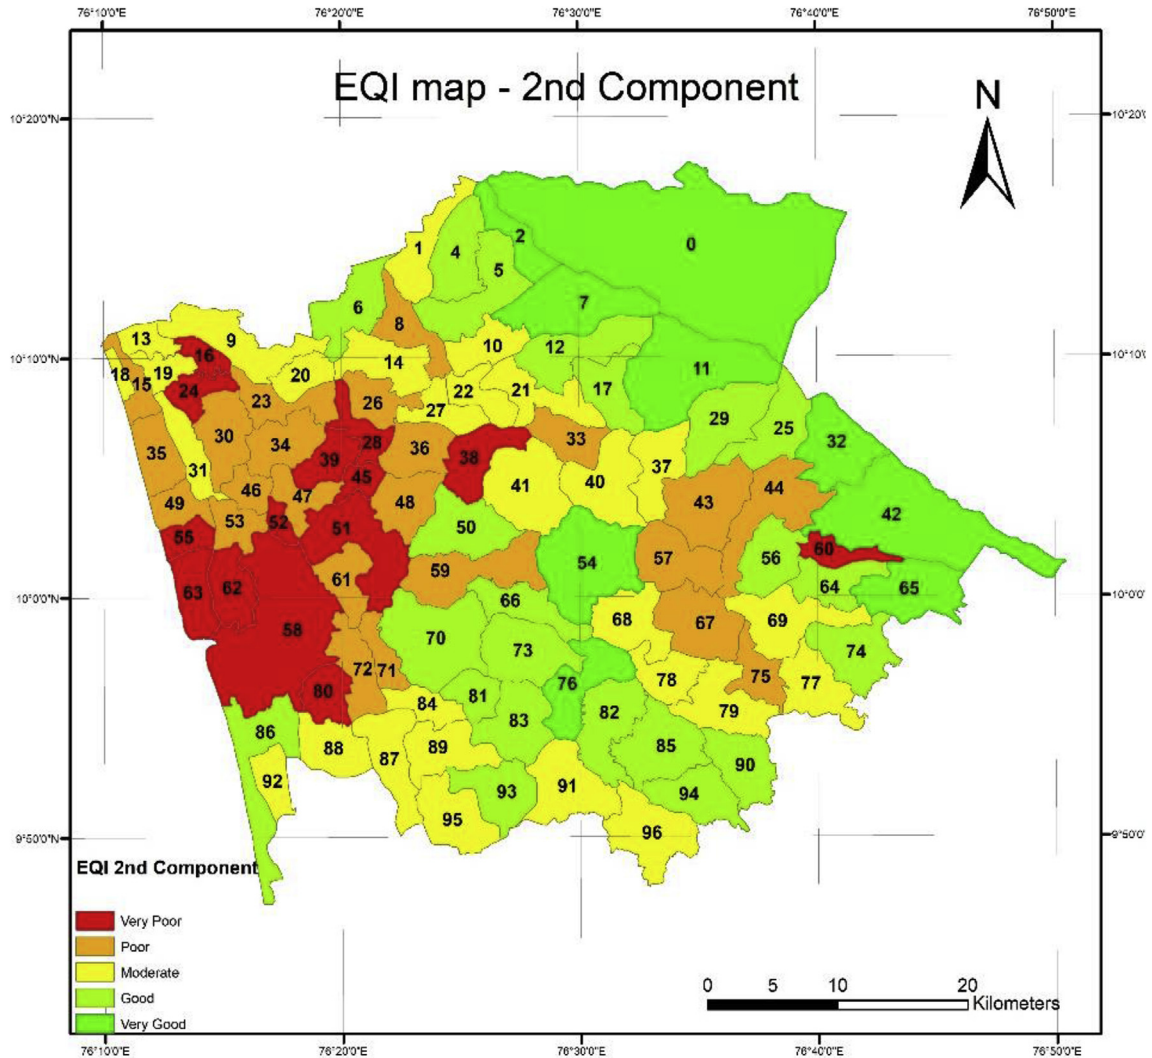 76°10'0"E 76°20'0"E 76°30'0"E 76°40'0"E 76°50'0"E
EQI map - 2nd Component
N
10°20'0"N 10°20'0"
0
2
1 4
5
7
6
8
13 9
10°10'0"N 10°10'0"
10 12
16 14
11
18 15 19 20
24 22 21 17
23 26 27
29 25
30 34 28 36 33 32
35 39 38 37
31 45 41 40
46 47 48 43 44
49 53 52 51 50 42
55
54 57 56 60
61 59
63 62 66 64 65
10°0'0"N 10°0'0"
58 70 68 67 69
73 74
72 71 78 75 77
80 81 76
84 83 82 79
86 88 87 89 85 90
92 93 91 94
95 96
9°50'0"N 9°50'0"
EQI 2nd Component
Very Poor
Poor
Moderate
Good
Very Good
0 5 10 20
Kilometers
76°10'0"E 76°20'0"E 76°30'0"E 76°40'0"E 76°50'0"E